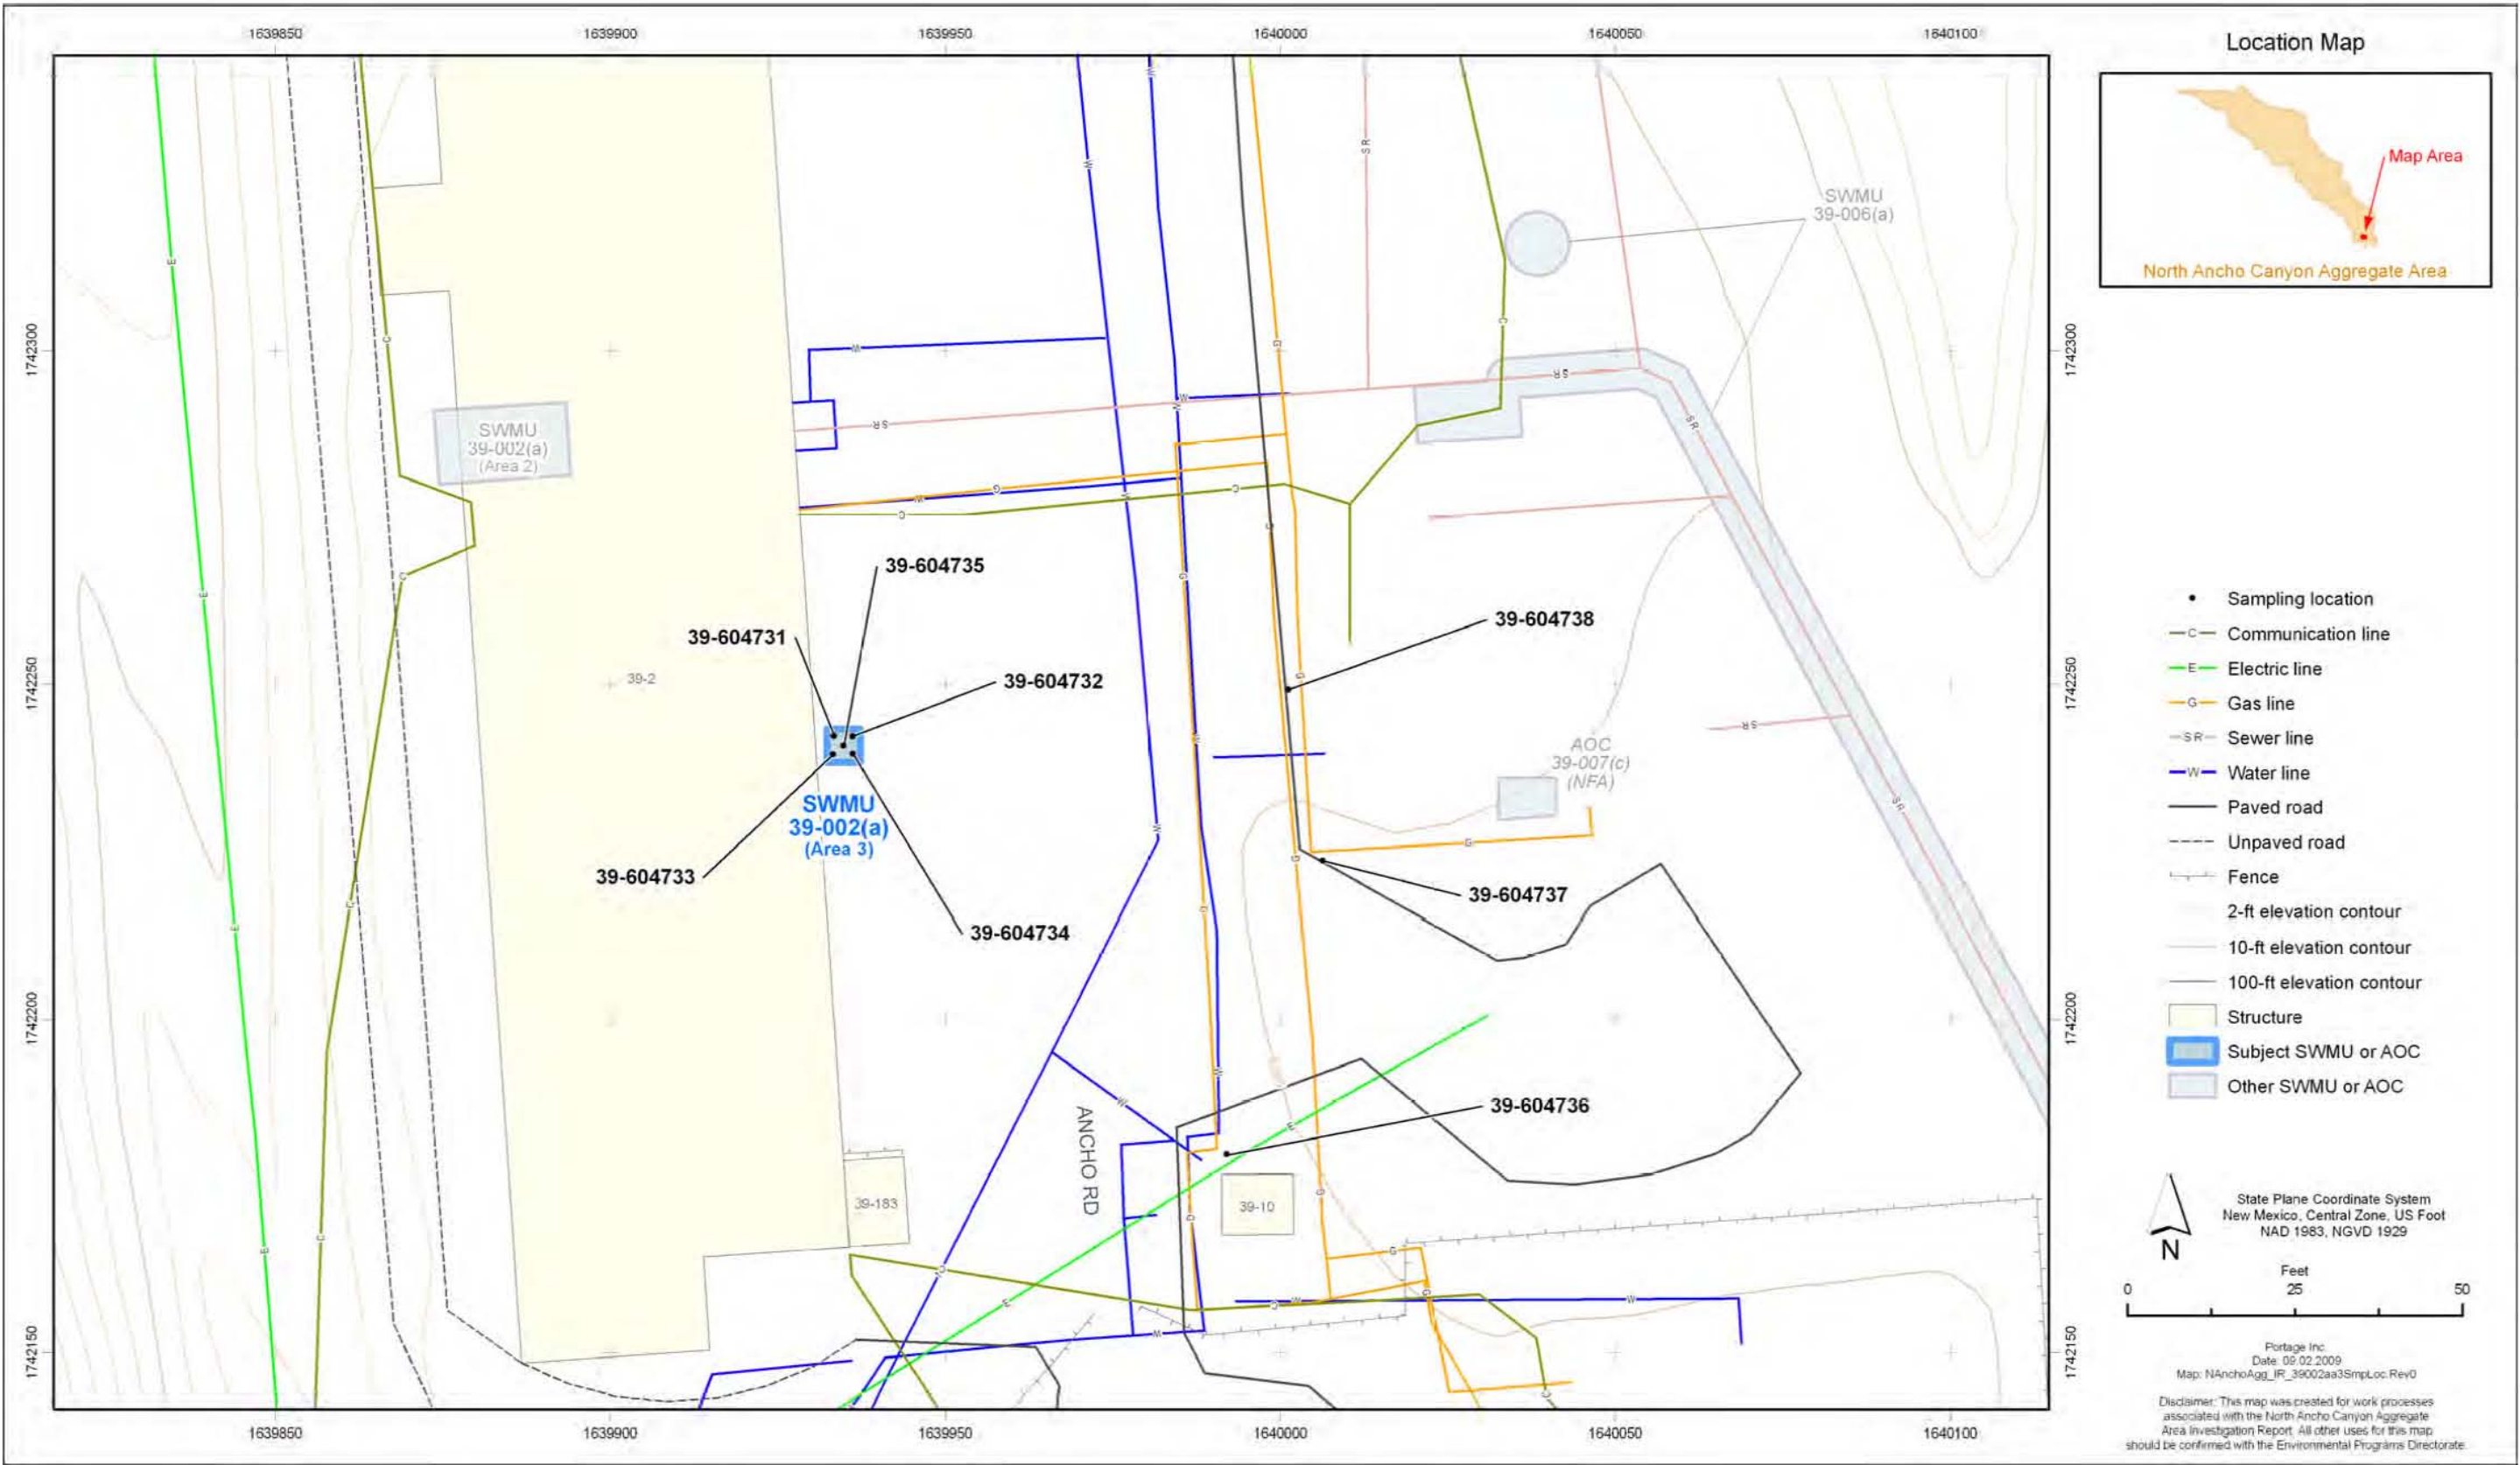 1639850 1639900 1639950 1640000 1640050 1640100
Location Map
Map Area
North Ancho Canyon Aggregate Area
SWMU
39-006(a)
1742300
1742300
SWMU
39-002(a)
(Area 2)
39-604735
39-604731
39-604738
39-604732
39-2
1742250
1742250
SWMU
39-002(a)
(Area 3)
AOC
39-007(c)
(NFA)
39-604733
39-604737
39-604734
1742200
1742200
39-604736
ANCHO RD
39-183
39-10
1742150
1742150
1639850 1639900 1639950 1640000 1640050 1640100
Sampling location
C Communication line
E Electric line
G Gas line
SR Sewer line
W Water line
Paved road
Unpaved road
Fence
2-ft elevation contour
10-ft elevation contour
100-ft elevation contour
Structure
Subject SWMU or AOC
Other SWMU or AOC
N
State Plane Coordinate System
New Mexico, Central Zone, US Foot
NAD 1983, NGVD 1929
Feet
0 25 50
Portage Inc.
Date: 09.02.2009
Map: NAnchoAgg_IR_39002aa3SmpLoc.Rev0
Disclaimer: This map was created for work processes
associated with the North Ancho Canyon Aggregate
Area Investigation Report. All other uses for this map
should be confirmed with the Environmental Programs Directorate.